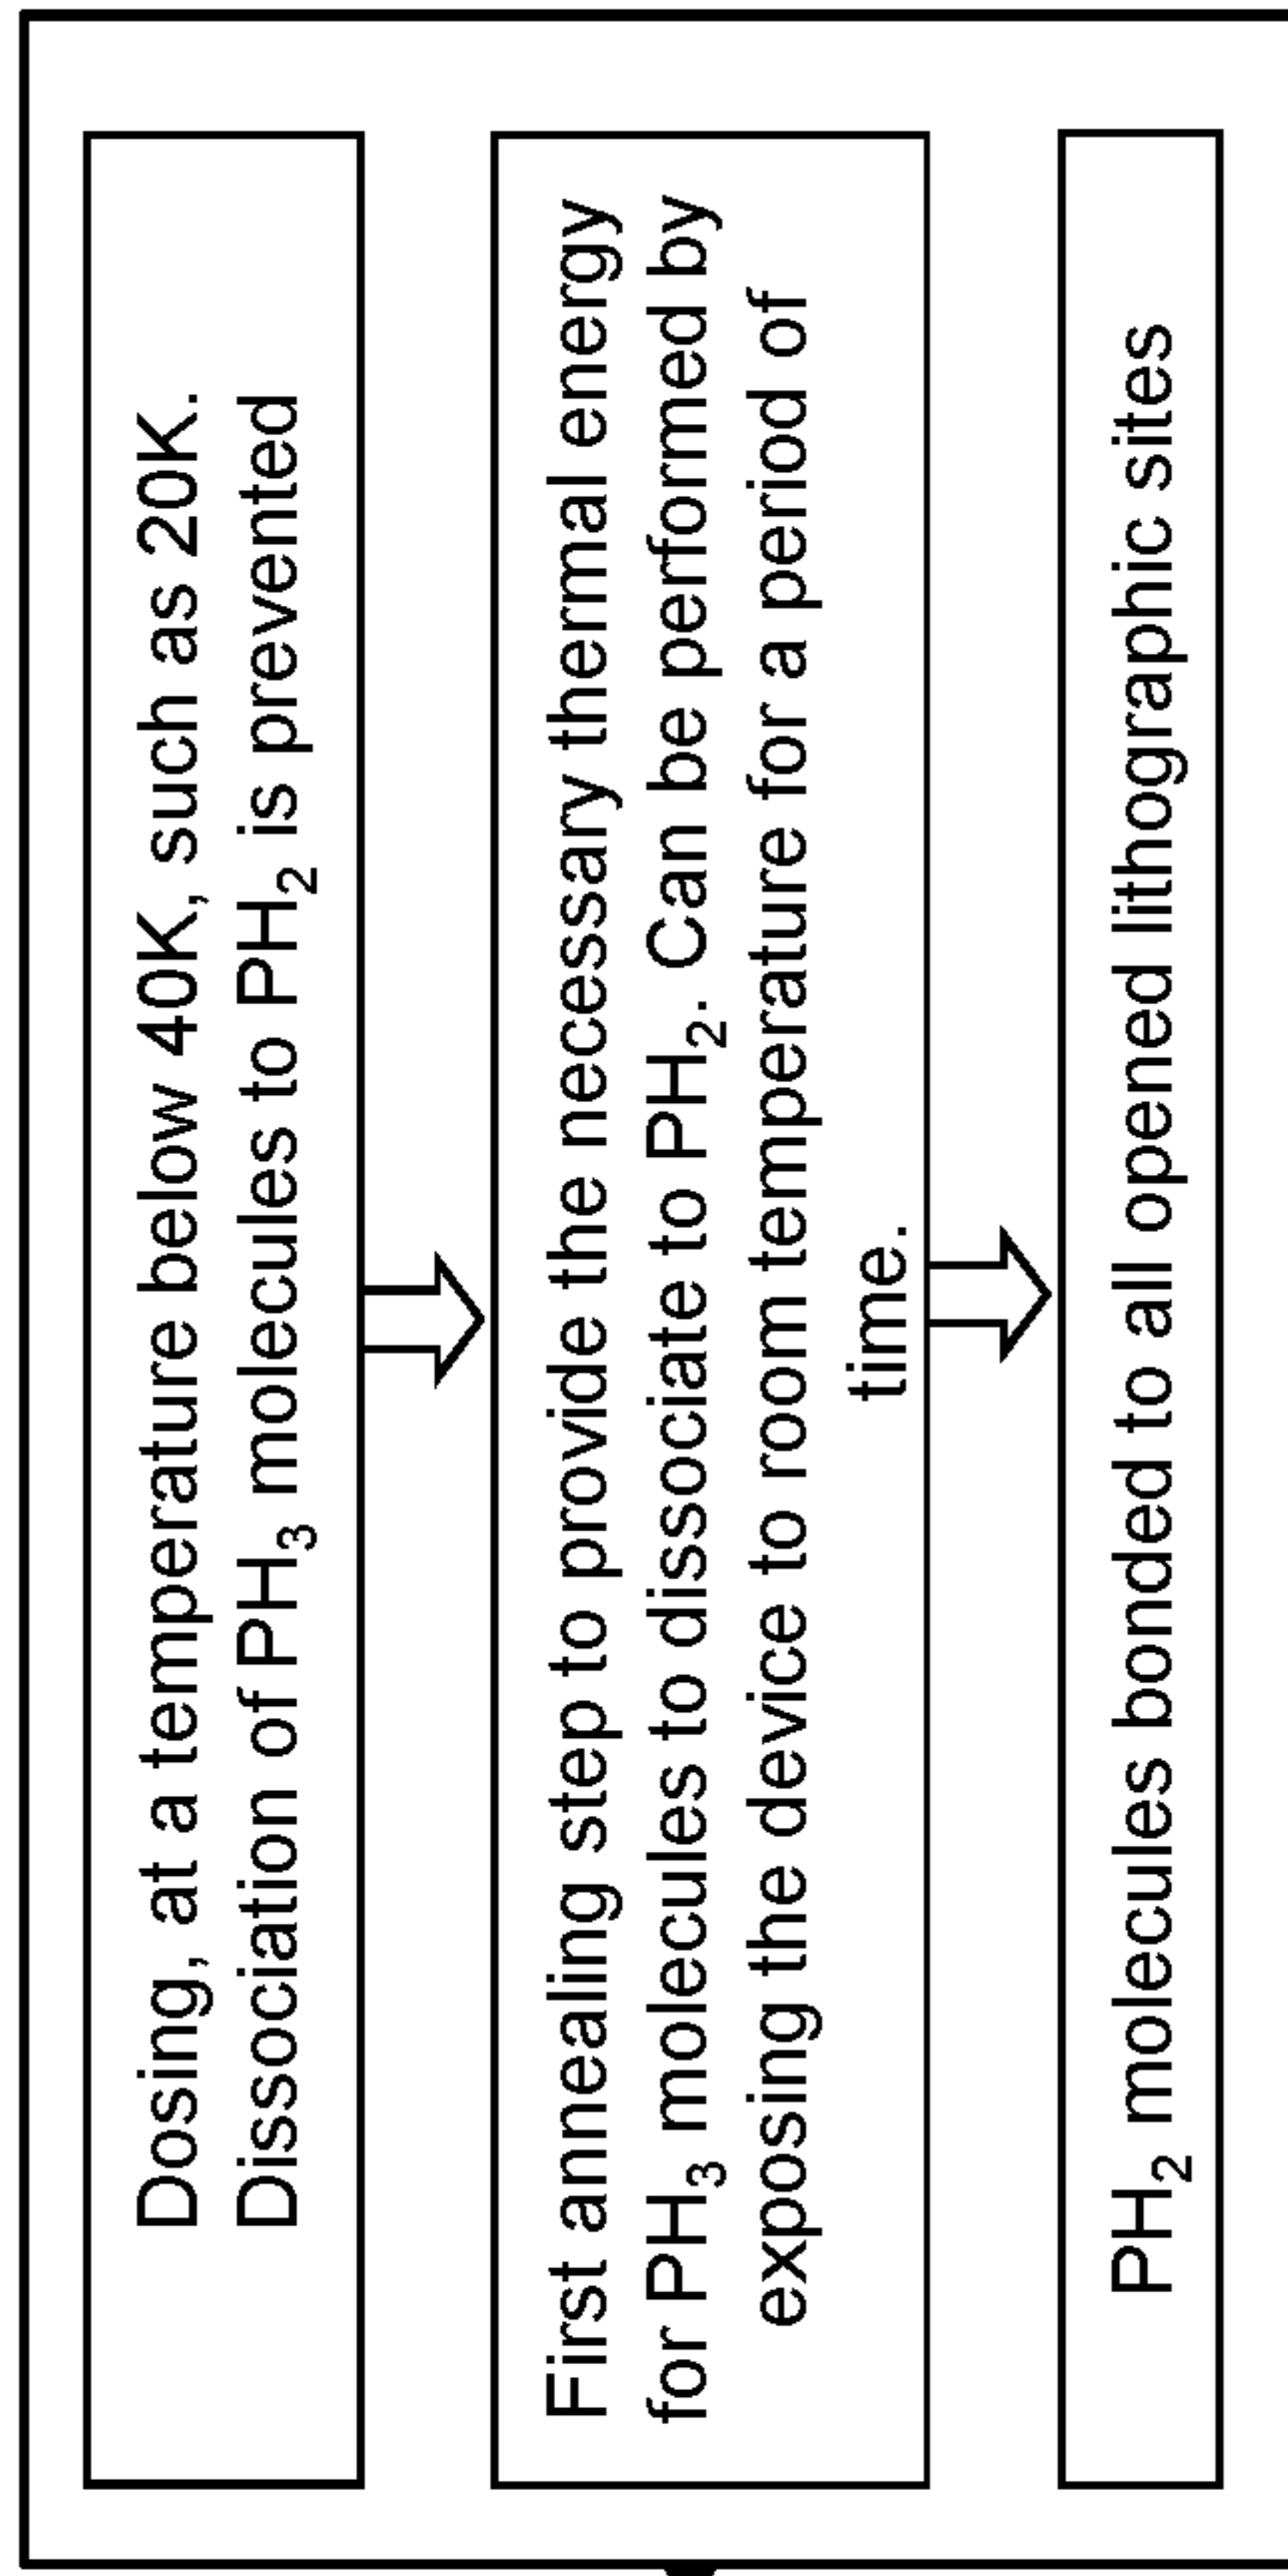 Dosing, at a temperature below 40K, such as 20K.
Dissociation of PH₃ molecules to PH₂ is prevented
First annealing step to provide the necessary thermal energy
for PH₃ molecules to dissociate to PH₂. Can be performed by
exposing the device to room temperature for a period of
time.
PH₂ molecules bonded to all opened lithographic sites